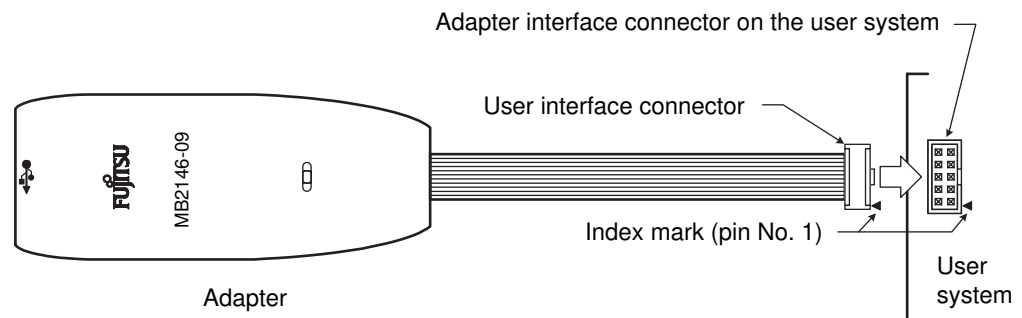 Adapter interface connector on the user system
User interface connector
FUJITSU
MB2146-09
Index mark (pin No. 1)
Adapter
User
system